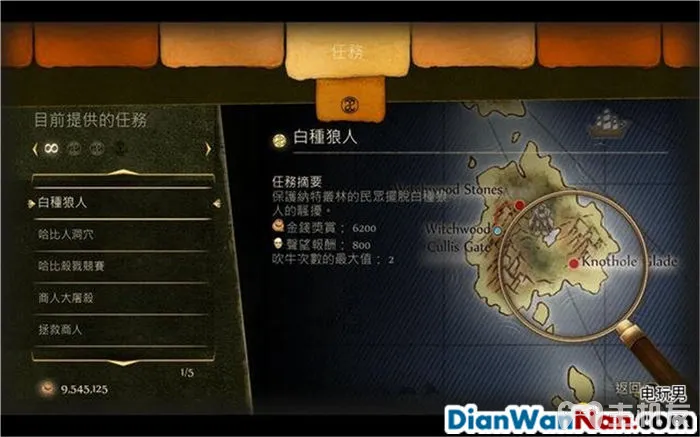 任務
目前提供的任務
白種狼人
哈比人洞穴
哈比殺戮競賽
商人大屠殺
拯救商人
1/5
9,545,125
白種狼人
任務摘要
保護納特叢林的民眾擺脫白種狼
人的騷擾。
金錢獎賞： 6200
聲望報酬： 800
吹牛次數的最大值： 2
Stones
Witchwood
Cullis Gate
Knothole Glade
返回
电玩男
DianWanNan.com